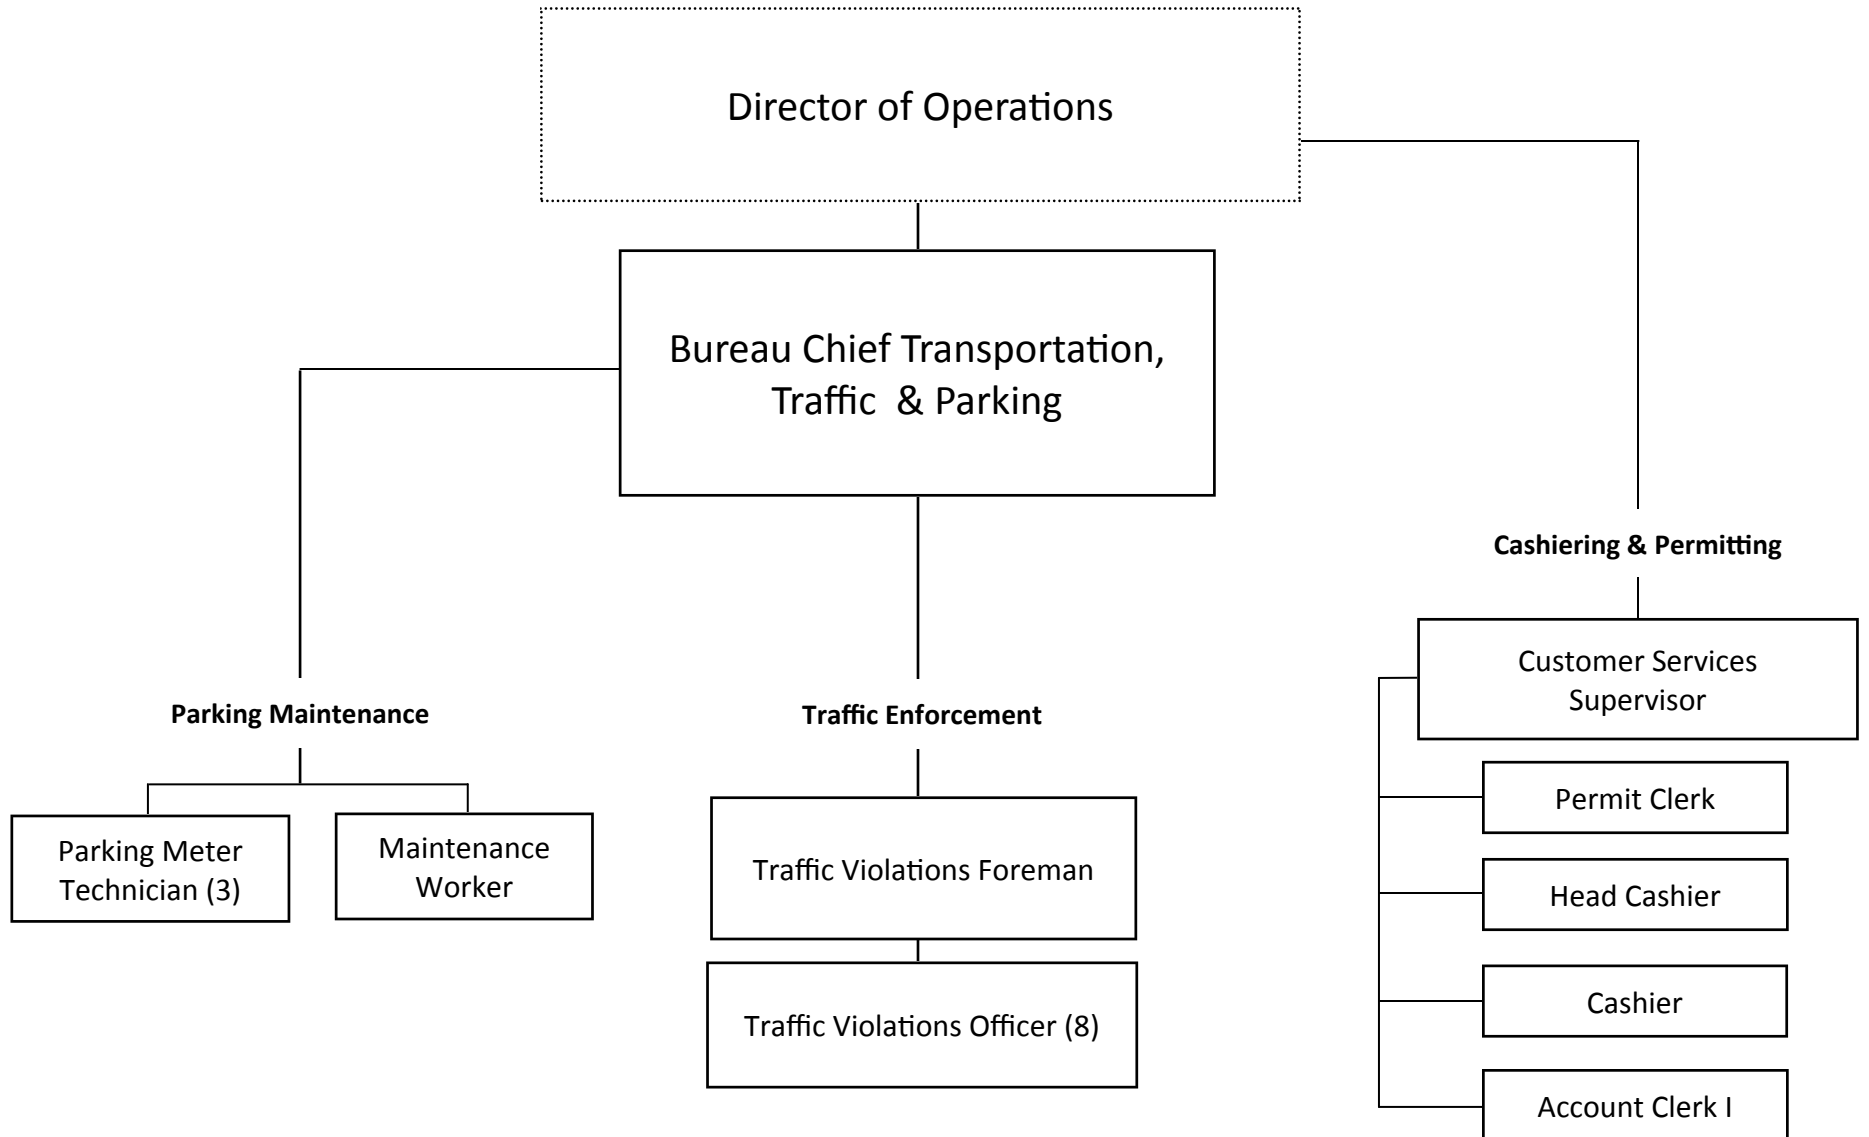 Director of Operations
Bureau Chief Transportation,
Traffic & Parking
Cashiering & Permitting
Customer Services
Supervisor
Parking Maintenance
Traffic Enforcement
Permit Clerk
Parking Meter
Technician (3)
Maintenance
Worker
Traffic Violations Foreman
Head Cashier
Cashier
Traffic Violations Officer (8)
Account Clerk I